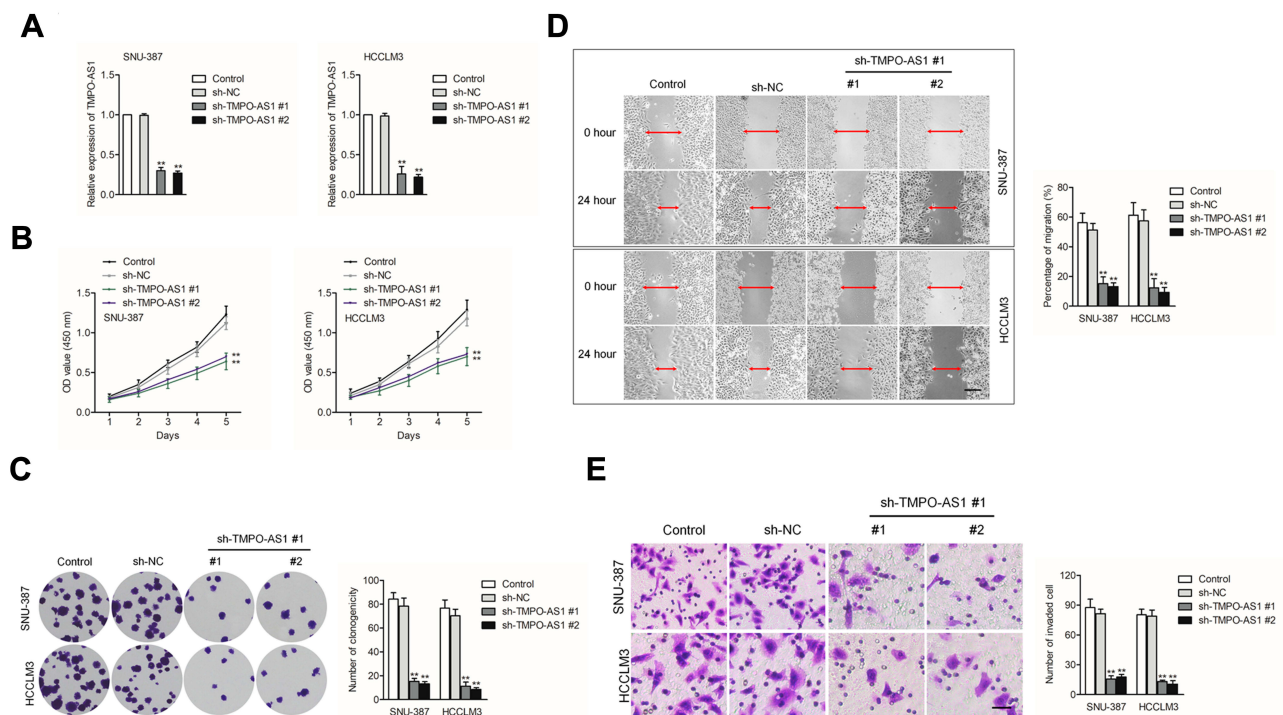 A
SNU-387
Relative expression of TMPO-AS1
1.5
1.0
0.5
0.0
**
**
Control
sh-NC
sh-TMPO-AS1 #1
sh-TMPO-AS1 #2
HCCLM3
Relative expression of TMPO-AS1
1.5
1.0
0.5
0.0
**
**
Control
sh-NC
sh-TMPO-AS1 #1
sh-TMPO-AS1 #2
B
Control
sh-NC
sh-TMPO-AS1 #1
sh-TMPO-AS1 #2
SNU-387
OD value (450 nm)
1.5
1.0
0.5
0.0
**
**
1 2 3 4 5
Days
Control
sh-NC
sh-TMPO-AS1 #1
sh-TMPO-AS1 #2
HCCLM3
OD value (450 nm)
1.5
1.0
0.5
0.0
**
**
1 2 3 4 5
Days
C
sh-TMPO-AS1 #1
Control sh-NC #1 #2
SNU-387
HCCLM3
Number of clonogenicity
100
80
60
40
20
0
** **
** **
SNU-387 HCCLM3
Control
sh-NC
sh-TMPO-AS1 #1
sh-TMPO-AS1 #2
D
sh-TMPO-AS1 #1
Control sh-NC #1 #2
0 hour
24 hour
SNU-387
0 hour
24 hour
HCCLM3
Percentage of migration (%)
80
60
40
20
0
** **
** **
SNU-387 HCCLM3
Control
sh-NC
sh-TMPO-AS1 #1
sh-TMPO-AS1 #2
E
sh-TMPO-AS1 #1
Control sh-NC #1 #2
SNU-387
HCCLM3
Number of invaded cell
120
90
60
30
0
** **
** **
SNU-387 HCCLM3
Control
sh-NC
sh-TMPO-AS1 #1
sh-TMPO-AS1 #2